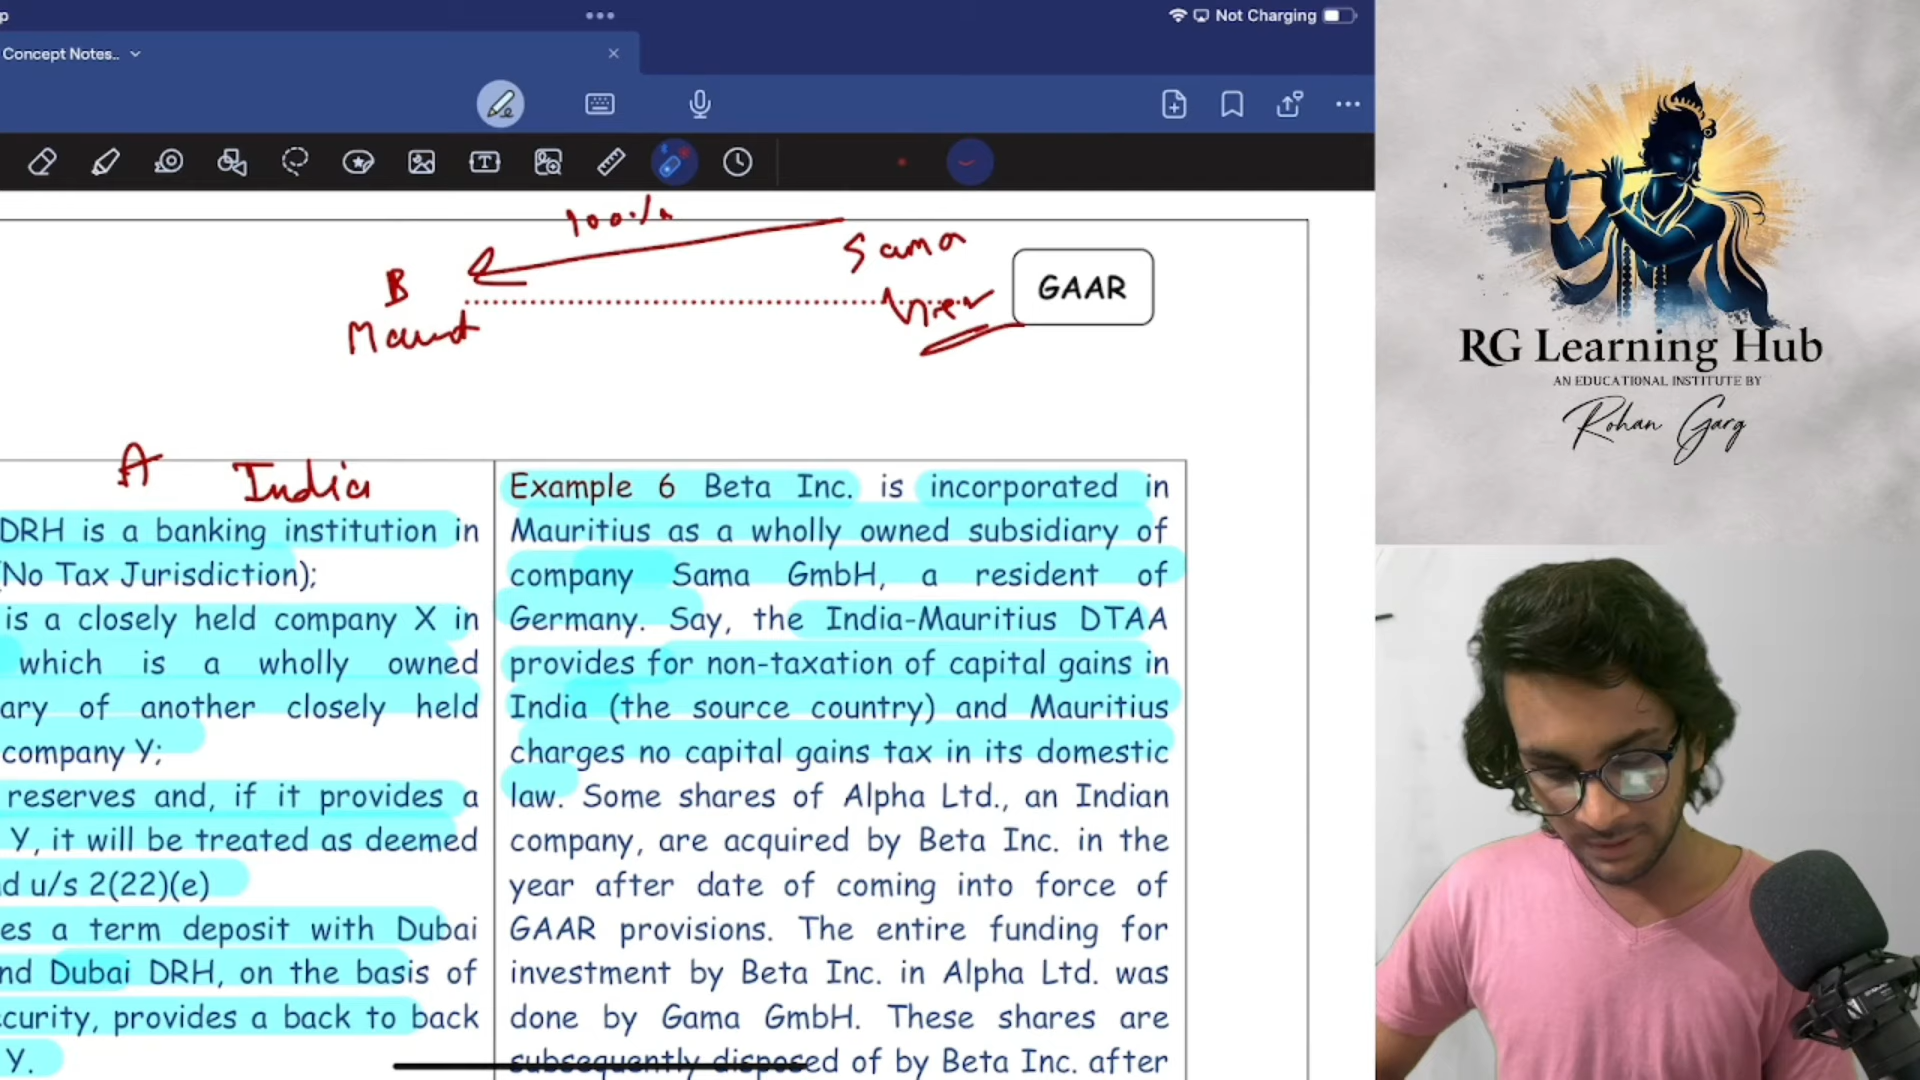 p
Not Charging
Concept Notes..
100%
B
Maurit
Sama
GAAR
A India
DRH is a banking institution in
(No Tax Jurisdiction);
is a closely held company X in
which is a wholly owned
ary of another closely held
company Y;
reserves and, if it provides a
Y, it will be treated as deemed
d u/s 2(22)(e)
es a term deposit with Dubai
nd Dubai DRH, on the basis of
curity, provides a back to back
Y.
Example 6 Beta Inc. is incorporated in
Mauritius as a wholly owned subsidiary of
company Sama GmbH, a resident of
Germany. Say, the India-Mauritius DTAA
provides for non-taxation of capital gains in
India (the source country) and Mauritius
charges no capital gains tax in its domestic
law. Some shares of Alpha Ltd., an Indian
company, are acquired by Beta Inc. in the
year after date of coming into force of
GAAR provisions. The entire funding for
investment by Beta Inc. in Alpha Ltd. was
done by Gama GmbH. These shares are
subsequently disposed of by Beta Inc. after
RG Learning Hub
AN EDUCATIONAL INSTITUTE BY
Rohan Garg